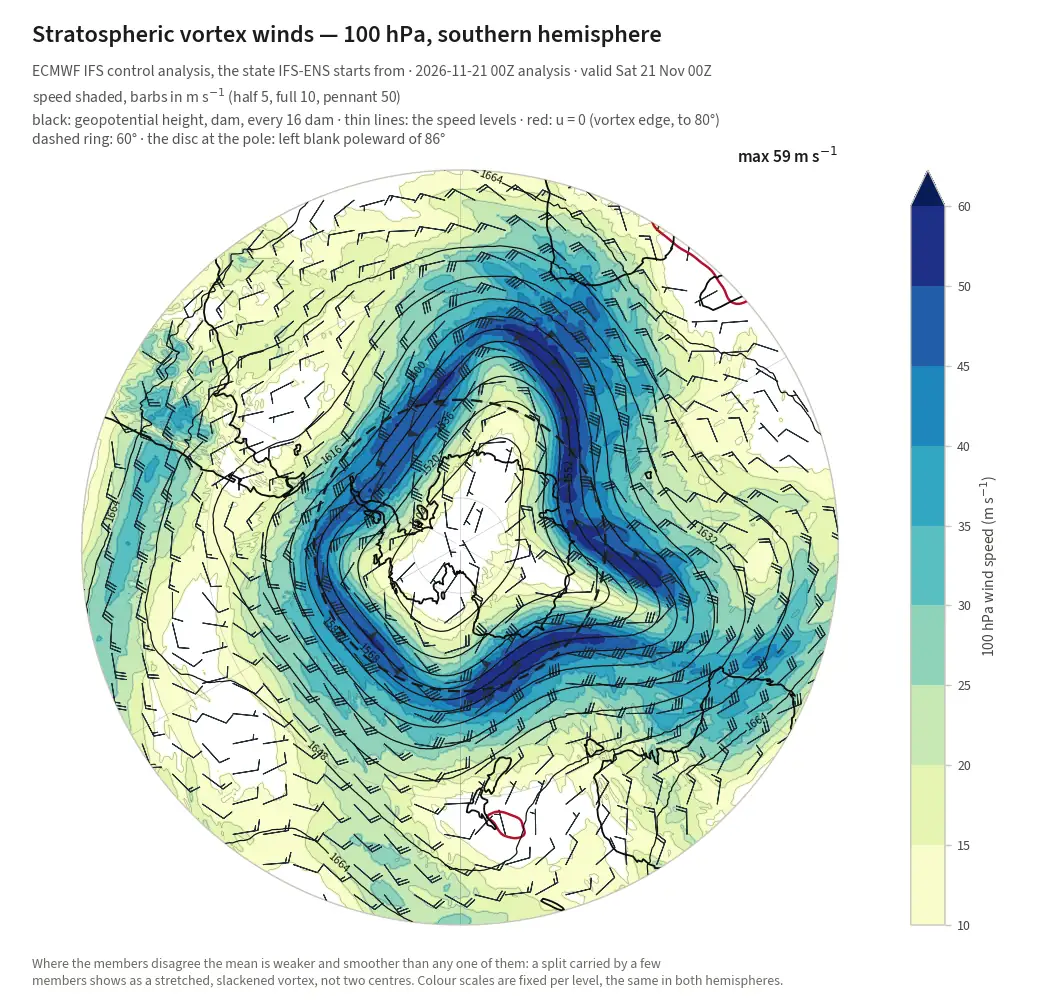 Stratospheric vortex winds — 100 hPa, southern hemisphere
ECMWF IFS control analysis, the state IFS-ENS starts from · 2026-11-21 00Z analysis · valid Sat 21 Nov 00Z
speed shaded, barbs in m s⁻¹ (half 5, full 10, pennant 50)
black: geopotential height, dam, every 16 dam · thin lines: the speed levels · red: u = 0 (vortex edge, to 80°)
dashed ring: 60° · the disc at the pole: left blank poleward of 86°
max 59 m s⁻¹
1664
60
50
45
40
35
30
25
20
15
10
100 hPa wind speed (m s⁻¹)
1616
1552
1664
1632
1568
1664
1648
1664
Where the members disagree the mean is weaker and smoother than any one of them: a split carried by a few
members shows as a stretched, slackened vortex, not two centres. Colour scales are fixed per level, the same in both hemispheres.